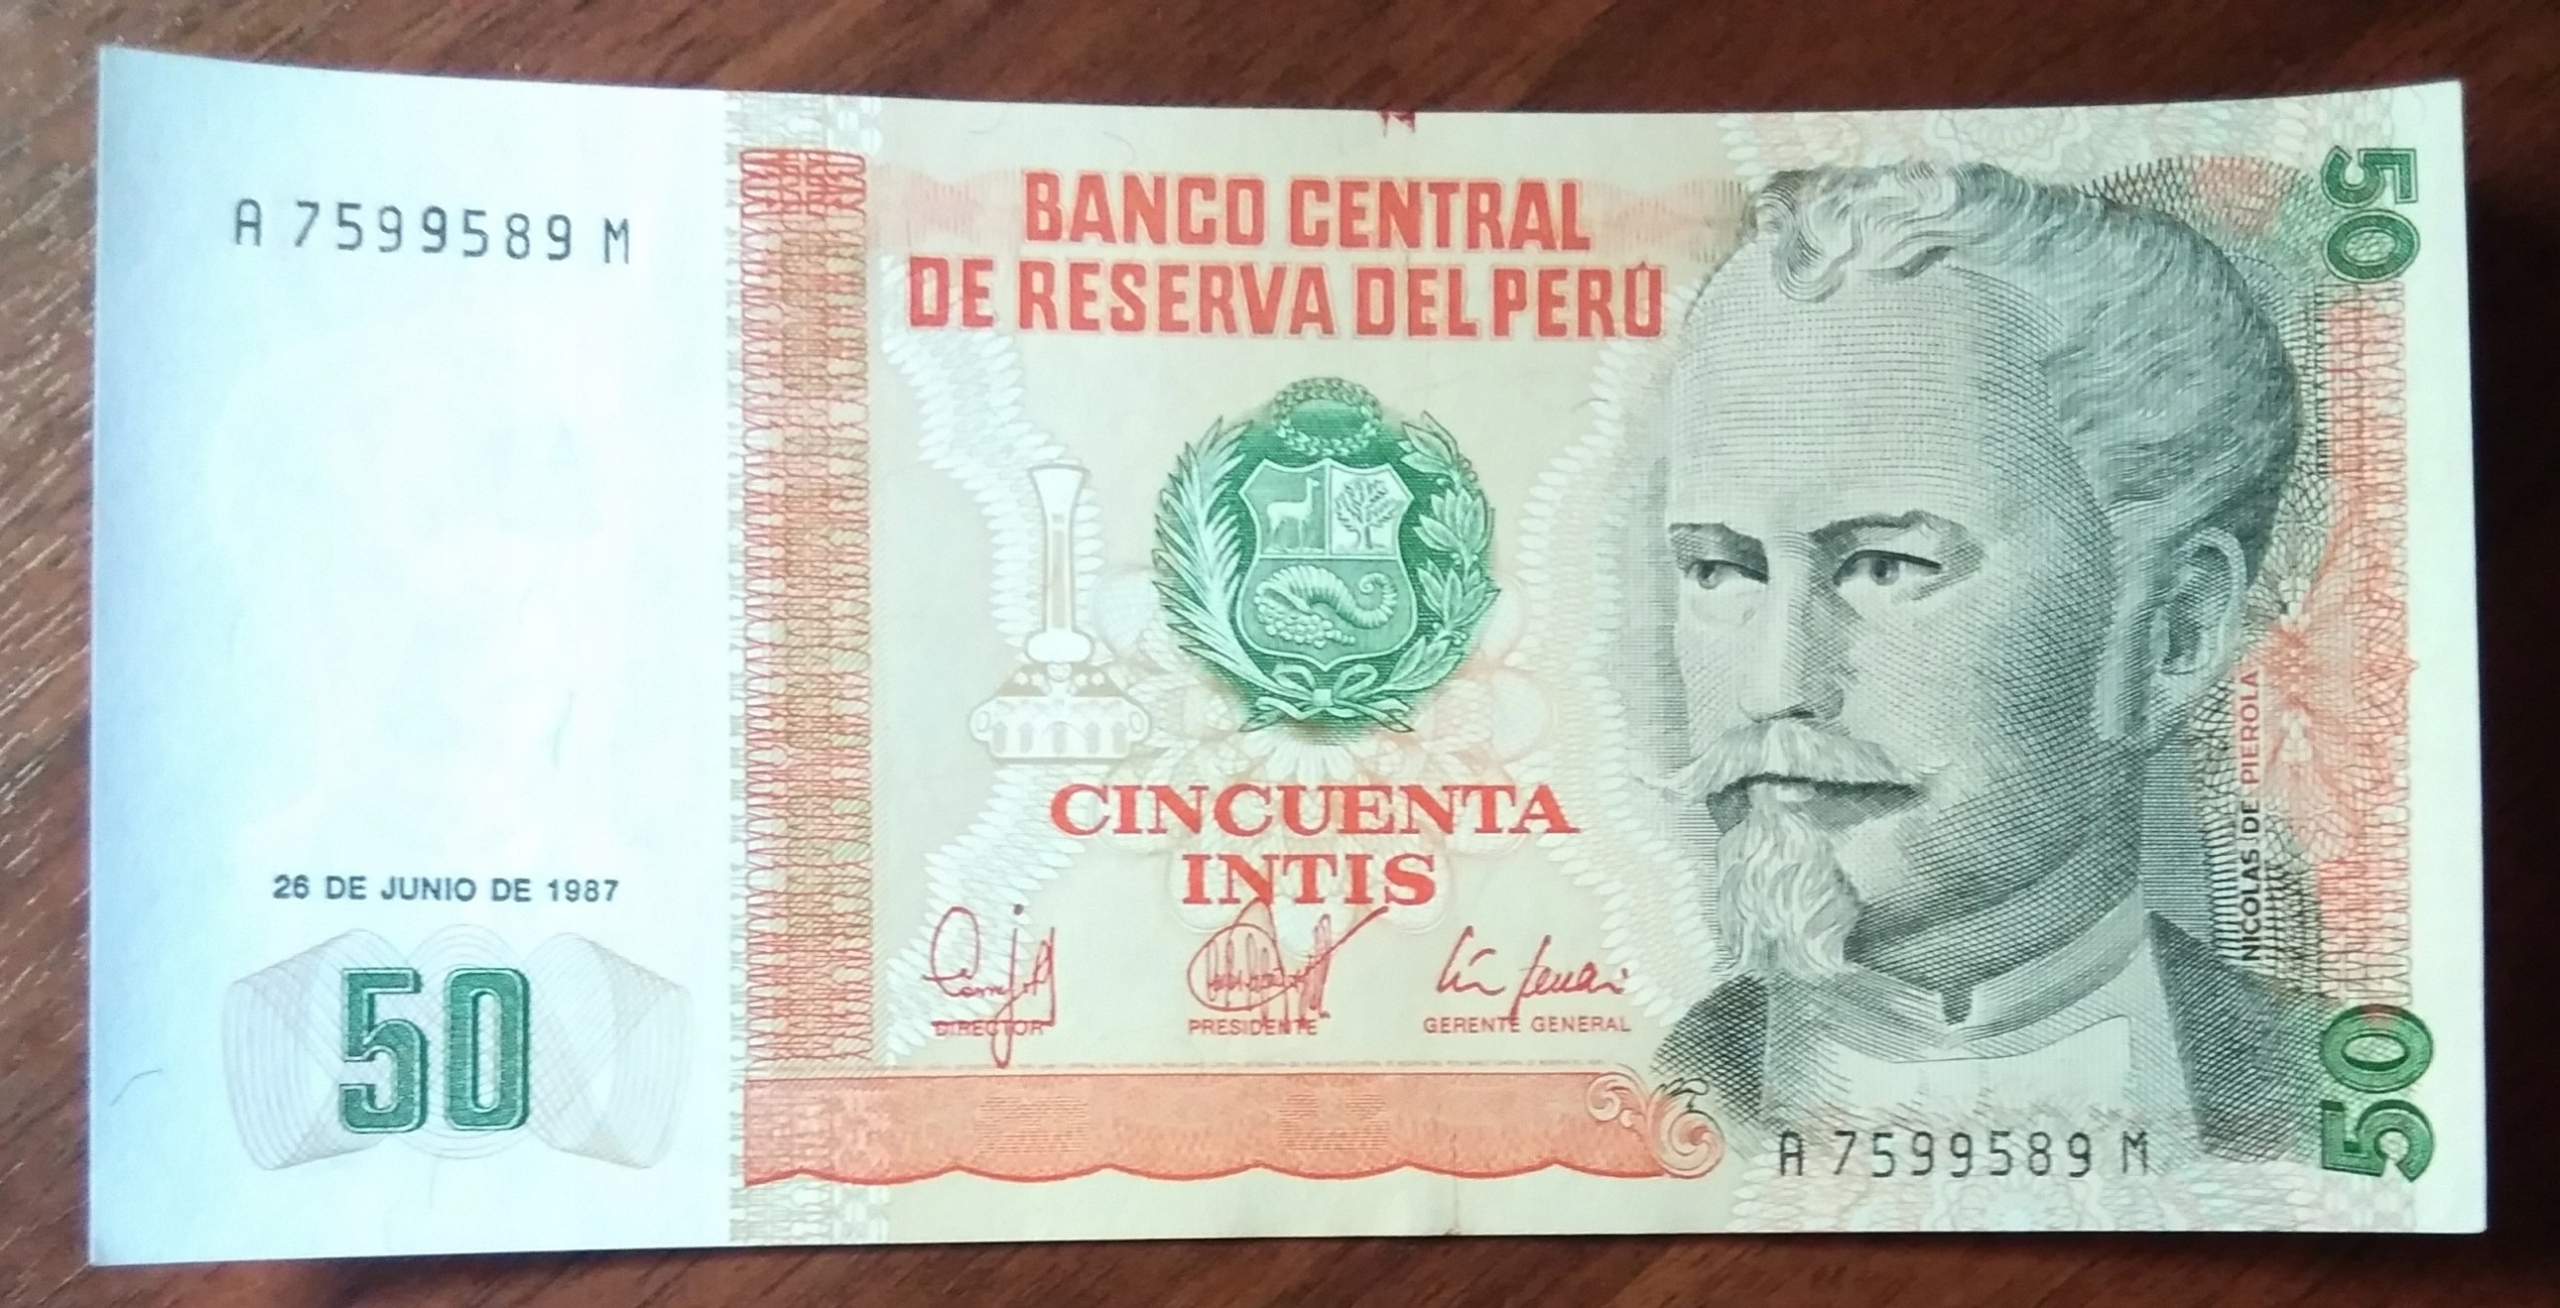 A 7599589 M
26 DE JUNIO DE 1987
50
BANCO CENTRAL
DE RESERVA DEL PERÚ
CINCUENTA
INTIS
DIRECTOR
PRESIDENTE
GERENTE GENERAL
50
NICOLAS DE PIEROLA
A 7599589 M
50